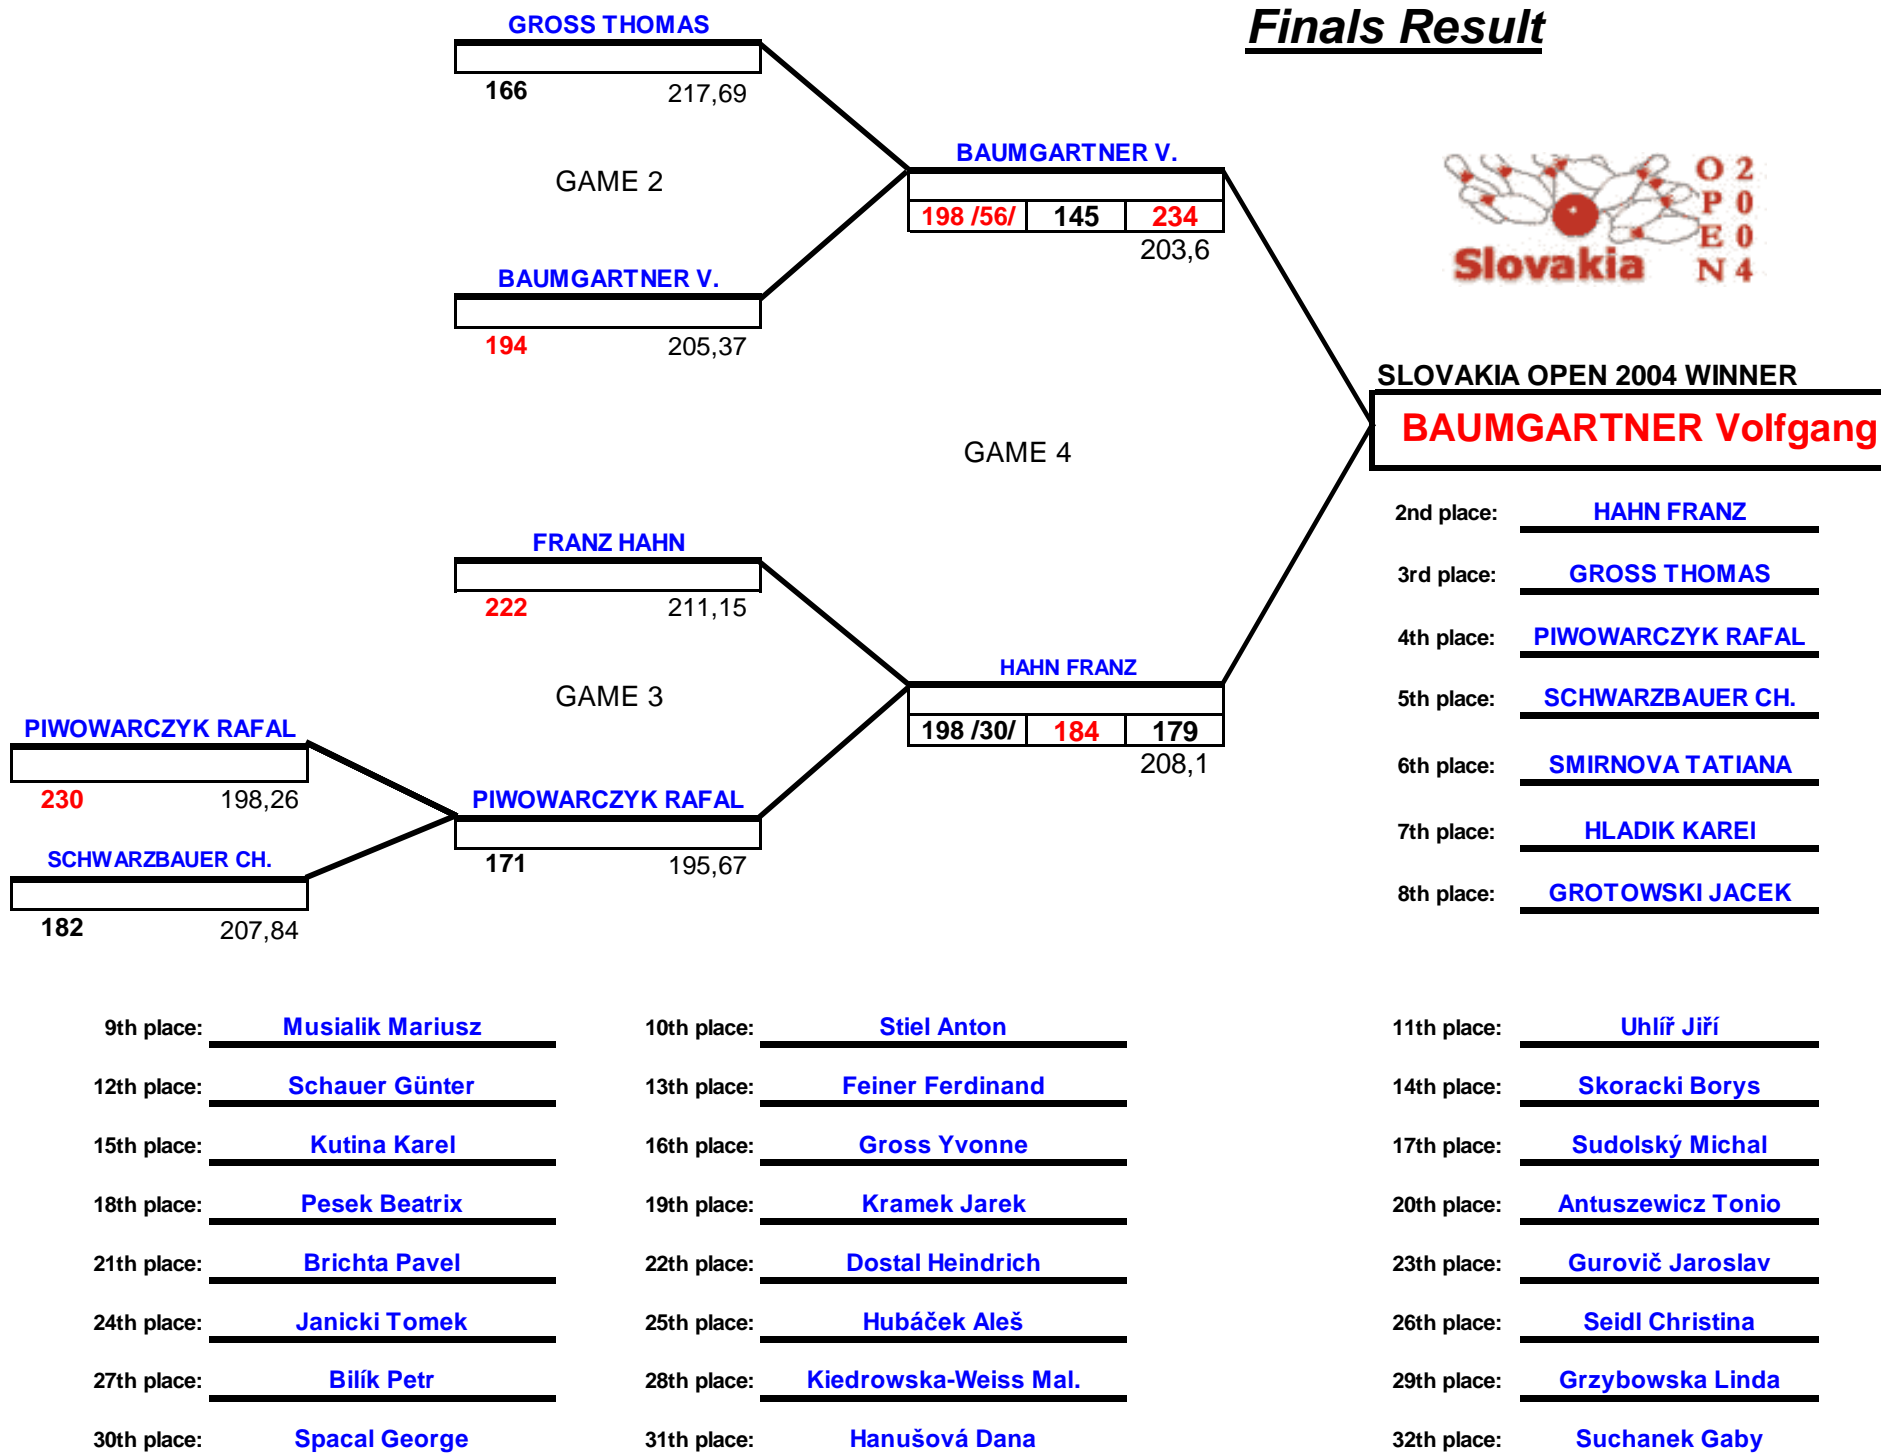 Finals Result
GROSS THOMAS
166 217,69
GAME 2
BAUMGARTNER V.
198 /56/ 145 234
203,6
BAUMGARTNER V.
194 205,37
O 2
P 0
E 0
Slovakia N 4
SLOVAKIA OPEN 2004 WINNER
BAUMGARTNER Volfgang
GAME 4
FRANZ HAHN
222 211,15
GAME 3
HAHN FRANZ
198 /30/ 184 179
208,1
PIWOWARCZYK RAFAL
230 198,26
PIWOWARCZYK RAFAL
171 195,67
SCHWARZBAUER CH.
182 207,84
2nd place: HAHN FRANZ
3rd place: GROSS THOMAS
4th place: PIWOWARCZYK RAFAL
5th place: SCHWARZBAUER CH.
6th place: SMIRNOVA TATIANA
7th place: HLADIK KAREl
8th place: GROTOWSKI JACEK
9th place: Musialik Mariusz 10th place: Stiel Anton 11th place: Uhlíř Jiří
12th place: Schauer Günter 13th place: Feiner Ferdinand 14th place: Skoracki Borys
15th place: Kutina Karel 16th place: Gross Yvonne 17th place: Sudolský Michal
18th place: Pesek Beatrix 19th place: Kramek Jarek 20th place: Antuszewicz Tonio
21th place: Brichta Pavel 22th place: Dostal Heindrich 23th place: Gurovič Jaroslav
24th place: Janicki Tomek 25th place: Hubáček Aleš 26th place: Seidl Christina
27th place: Bilík Petr 28th place: Kiedrowska-Weiss Mal. 29th place: Grzybowska Linda
30th place: Spacal George 31th place: Hanušová Dana 32th place: Suchanek Gaby